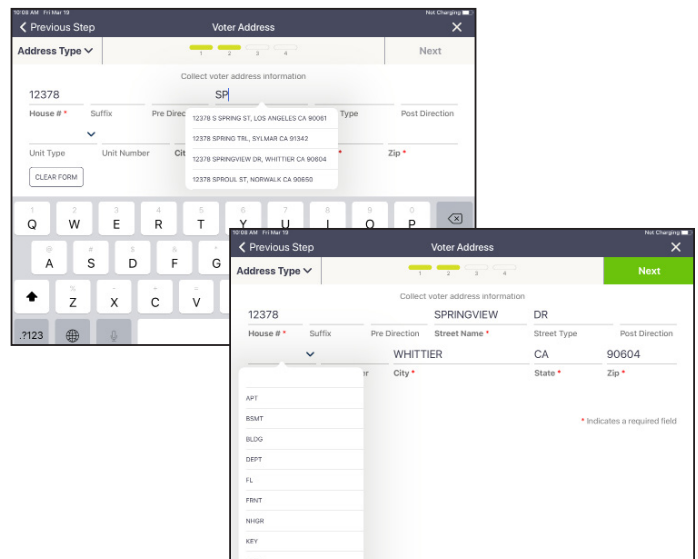 10:08 AM Fri Mar 19 Not Charging
Previous Step Voter Address
Address Type 1 2 3 4 Next
Collect voter address information
12378 SP
House # * Suffix Pre Direc Type Post Direction
12378 S SPRING ST, LOS ANGELES CA 90061
12378 SPRING TRL, SYLMAR CA 91342
12378 SPRINGVIEW DR, WHITTIER CA 90604
12378 SPROUL ST, NORWALK CA 90650
Unit Type Unit Number Cit * Zip *
CLEAR FORM
1 2 3 4 5 6 7 8 9 0
Q W E R T Y U I O P
@ # $ & *
A S D F G
% - + =
Z X C V
.?123
10:08 AM Fri Mar 19 Not Charging
Previous Step Voter Address
Address Type 1 2 3 4 Next
Collect voter address information
12378 SPRINGVIEW DR
House # * Suffix Pre Direction Street Name * Street Type Post Direction
WHITTIER CA 90604
er City * State * Zip *
* Indicates a required field
APT
BSMT
BLDG
DEPT
FL
FRNT
NHGR
KEY